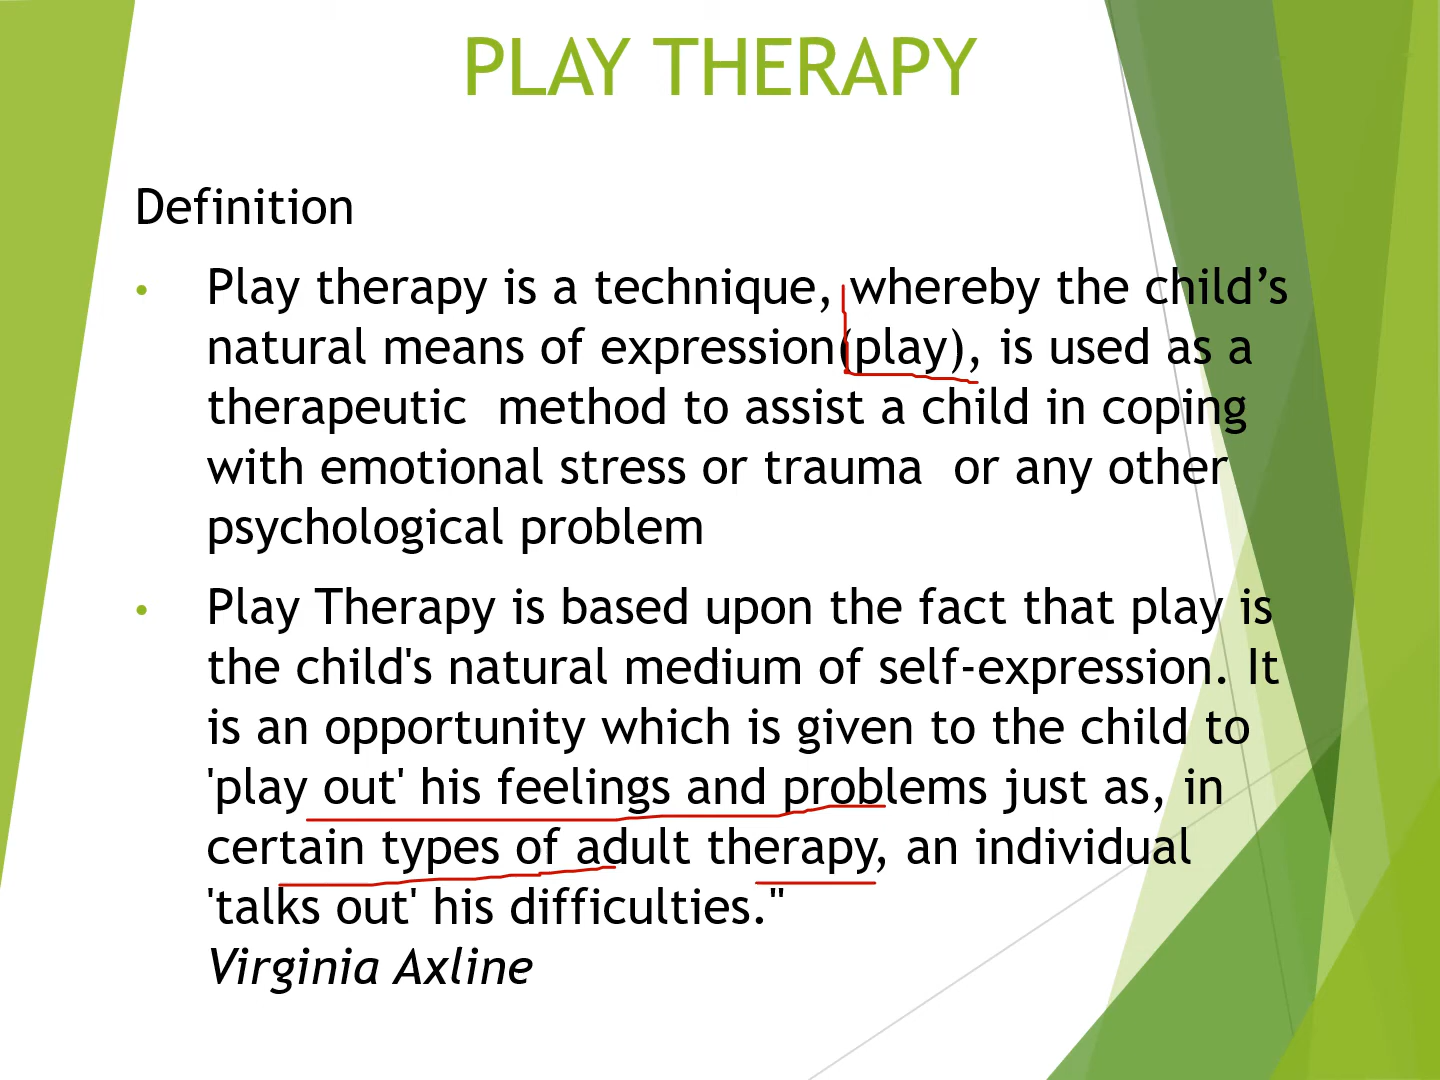 PLAY THERAPY
Definition
• Play therapy is a technique, whereby the child’s
natural means of expression(play), is used as a
therapeutic  method to assist a child in coping
with emotional stress or trauma  or any other
psychological problem
• Play Therapy is based upon the fact that play is
the child's natural medium of self-expression. It
is an opportunity which is given to the child to
'play out' his feelings and problems just as, in
certain types of adult therapy, an individual
'talks out' his difficulties."
Virginia Axline